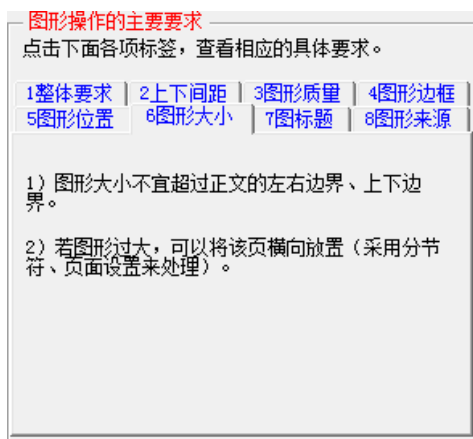 图形操作的主要要求
点击下面各项标签，查看相应的具体要求。
1整体要求 2上下间距 3图形质量 4图形边框
5图形位置 6图形大小 7图标题 8图形来源
1）图形大小不宜超过正文的左右边界、上下边
界。
2）若图形过大，可以将该页横向放置（采用分节
符、页面设置来处理）。